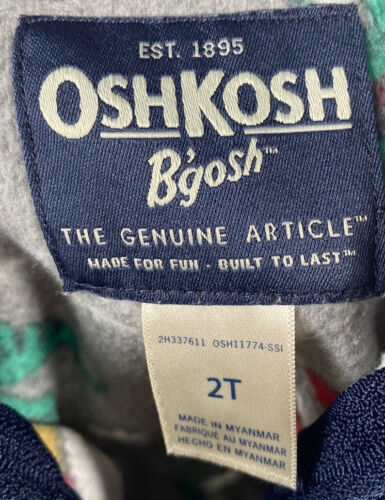 EST. 1895
OSHKOSH
B'gosh™
THE GENUINE ARTICLE™
MADE FOR FUN · BUILT TO LAST™
2H337611 OSH11774-SSI
2T
MADE IN MYANMAR
FABRIQUE AU MYANMAR
HECHO EN MYANMAR